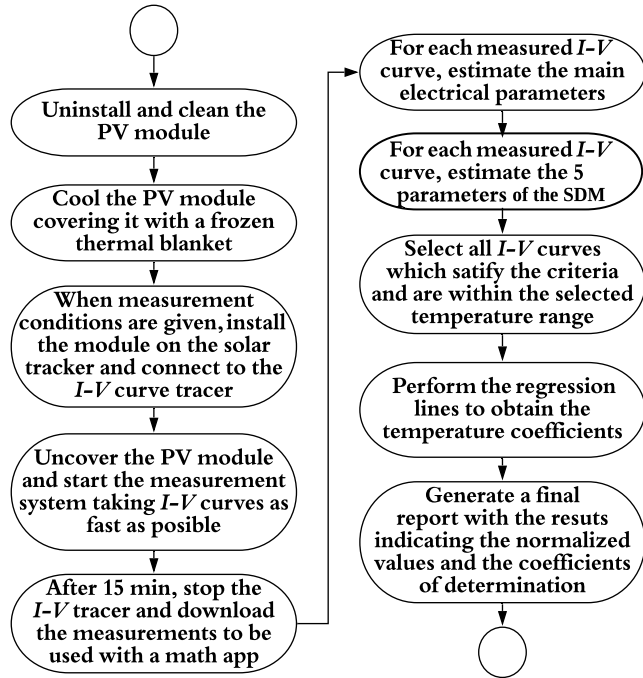 Uninstall and clean the
PV module
Cool the PV module
covering it with a frozen
thermal blanket
When measurement
conditions are given, install
the module on the solar
tracker and connect to the
I–V curve tracer
Uncover the PV module
and start the measurement
system taking I–V curves as
fast as posible
After 15 min, stop the
I–V tracer and download
the measurements to be
used with a math app
For each measured I–V
curve, estimate the main
electrical parameters
For each measured I–V
curve, estimate the 5
parameters of the SDM
Select all I–V curves
which satify the criteria
and are within the selected
temperature range
Perform the regression
lines to obtain the
temperature coefficients
Generate a final
report with the resuts
indicating the normalized
values and the coefficients
of determination